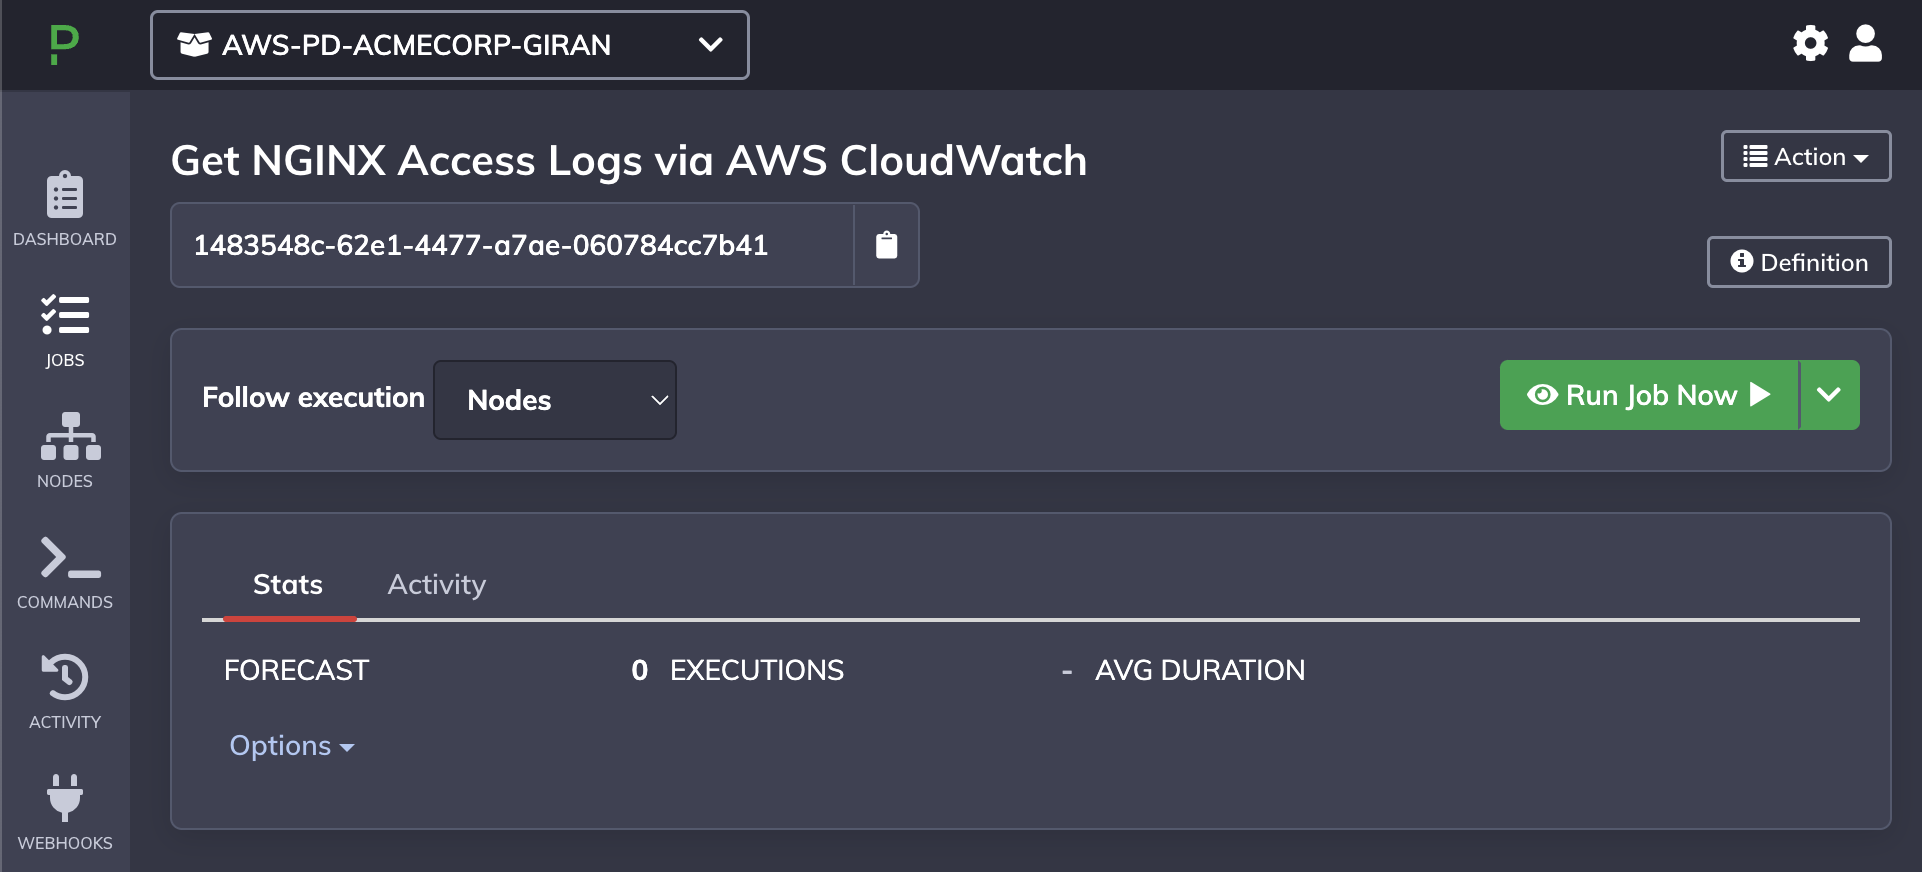 P
AWS-PD-ACMECORP-GIRAN
DASHBOARD
JOBS
NODES
COMMANDS
ACTIVITY
WEBHOOKS
Get NGINX Access Logs via AWS CloudWatch
Action
1483548c-62e1-4477-a7ae-060784cc7b41
Definition
Follow execution Nodes
Run Job Now
Stats Activity
FORECAST 0 EXECUTIONS - AVG DURATION
Options